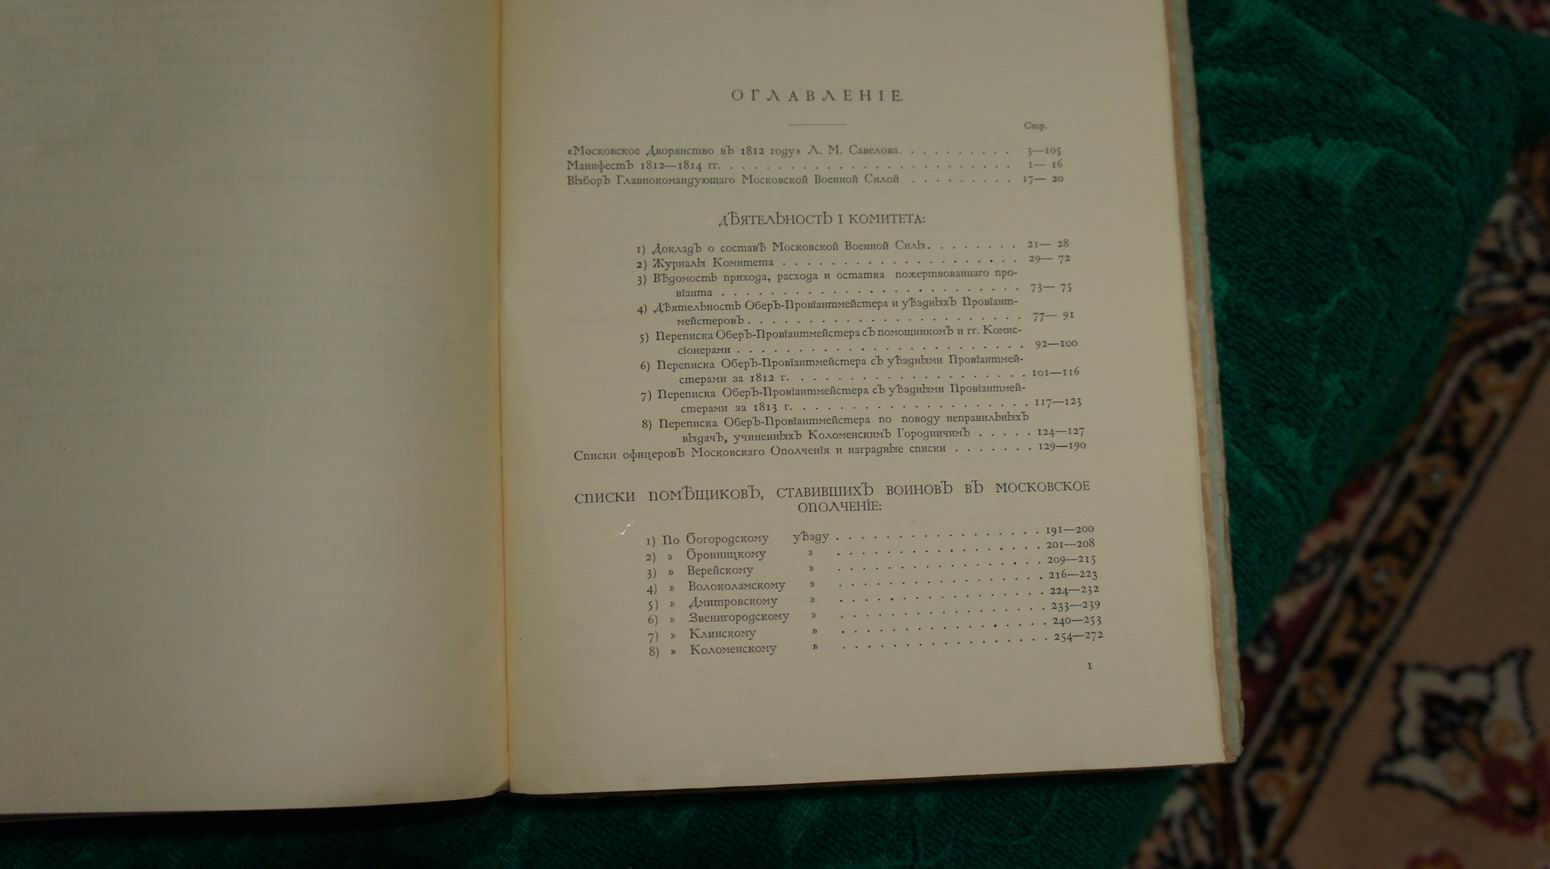 ОГЛАВЛЕНІЕ.
Стр.
«Московское Дворянство въ 1812 году» Л. М. Савелова. . . . . . . . . . 3—105
Манифестъ 1812—1814 гг. . . . . . . . . . . . . . . . . . . . . . . . . 1— 16
Выборъ Главнокомандующаго Московской Военной Силой . . . . . . . . . 17— 20
ДѢЯТЕЛЬНОСТЬ I КОМИТЕТА:
1) Докладъ о составѣ Московской Военной Силы. . . . . . . . 21— 28
2) Журналы Комитета . . . . . . . . . . . . . . . . . . . 29— 72
3) Вѣдомость прихода, расхода и остатка пожертвованнаго про-
віанта . . . . . . . . . . . . . . . . . . . . . . . . 73— 75
4) Дѣятельность Оберъ-Провіантмейстера и уѣздныхъ Провіант-
мейстеровъ . . . . . . . . . . . . . . . . . . . . . . 77— 91
5) Переписка Оберъ-Провіантмейстера съ помощникомъ и гг. Комис-
сіонерами . . . . . . . . . . . . . . . . . . . . . . . 92—100
6) Переписка Оберъ-Провіантмейстера съ уѣздными Провіантмей-
стерами за 1812 г. . . . . . . . . . . . . . . . . . . 101—116
7) Переписка Оберъ-Провіантмейстера съ уѣздными Провіантмей-
стерами за 1813 г. . . . . . . . . . . . . . . . . . . 117—123
8) Переписка Оберъ-Провіантмейстера по поводу неправильныхъ
выдачъ, учиненныхъ Коломенскимъ Городничимъ . . . . . 124—127
Списки офицеровъ Московскаго Ополченія и наградные списки . . . . . . . 129—190
СПИСКИ ПОМѢЩИКОВЪ, СТАВИВШИХЪ ВОИНОВЪ ВЪ МОСКОВСКОЕ
ОПОЛЧЕНІЕ:
1) По Богородскому уѣзду . . . . . . . . . . . . . . . . 191—200
2) » Бронницкому » . . . . . . . . . . . . . . . . 201—208
3) » Верейскому » . . . . . . . . . . . . . . . . 209—215
4) » Волоколамскому » . . . . . . . . . . . . . . . . 216—223
5) » Дмитровскому » . . . . . . . . . . . . . . . . 224—232
6) » Звенигородскому » . . . . . . . . . . . . . . . . 233—239
7) » Клинскому » . . . . . . . . . . . . . . . . 240—253
8) » Коломенскому » . . . . . . . . . . . . . . . . 254—272
1